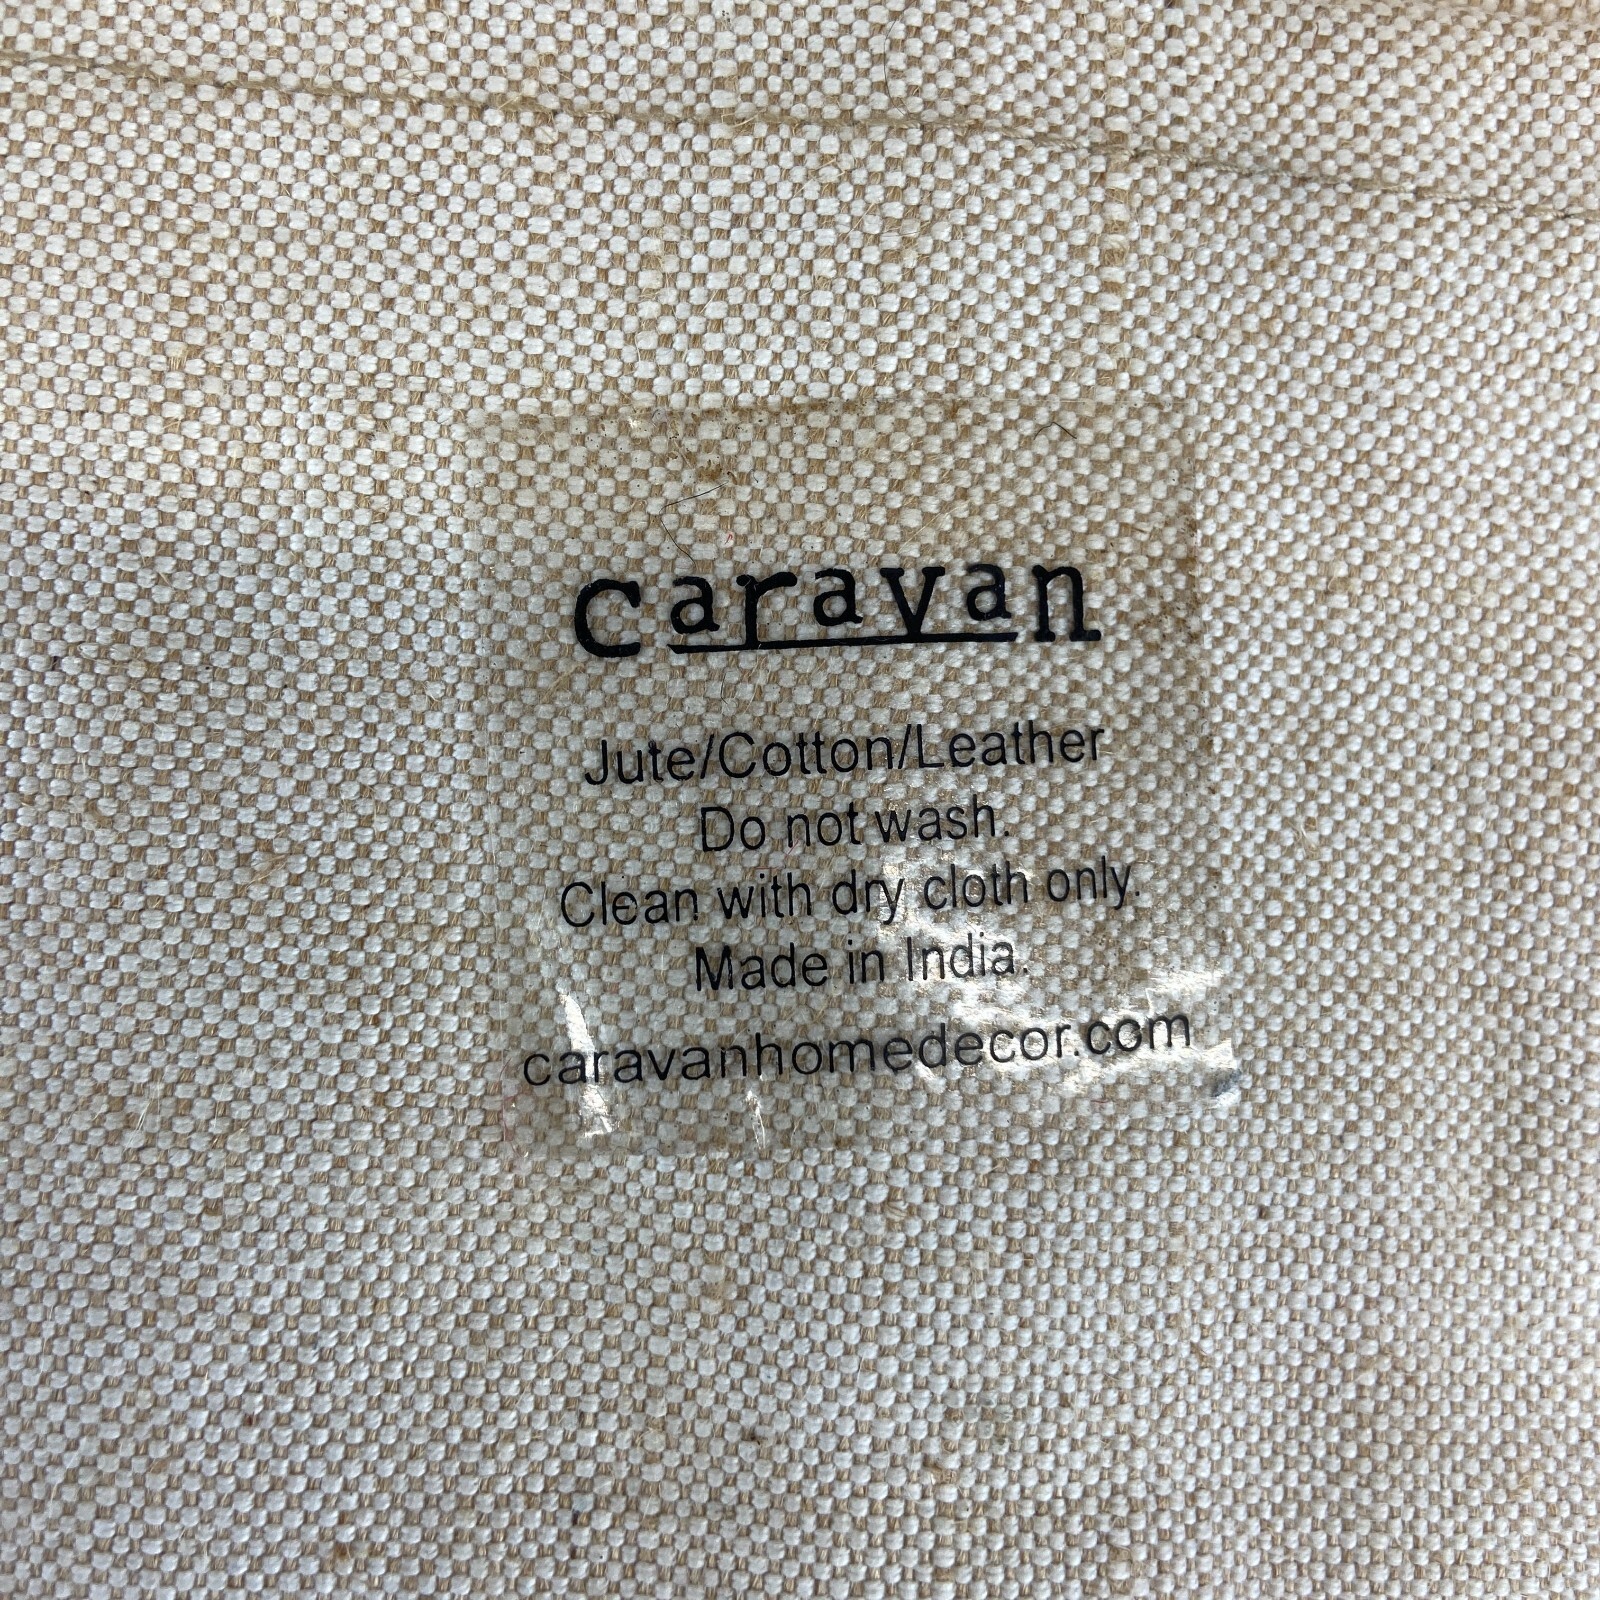 caravan
Jute/Cotton/Leather
Do not wash.
Clean with dry cloth only.
Made in India.
caravanhomedecor.com